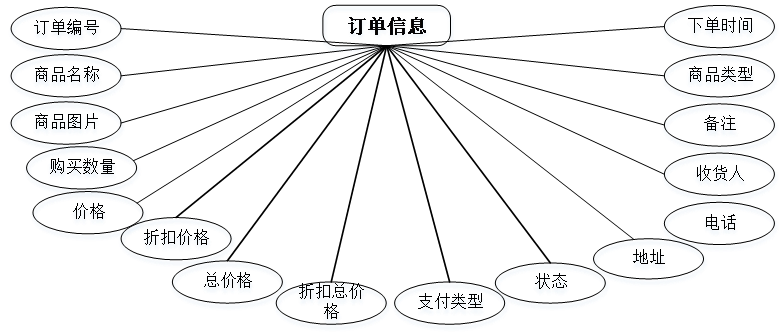 订单信息
订单编号
商品名称
商品图片
购买数量
价格
折扣价格
总价格
折扣总价
格
支付类型
状态
地址
电话
收货人
备注
商品类型
下单时间